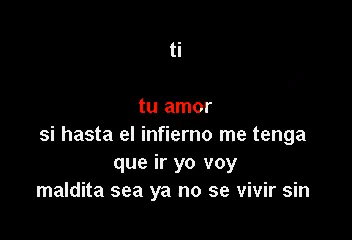 ti
tu amor
si hasta el infierno me tenga
que ir yo voy
maldita sea ya no se vivir sin